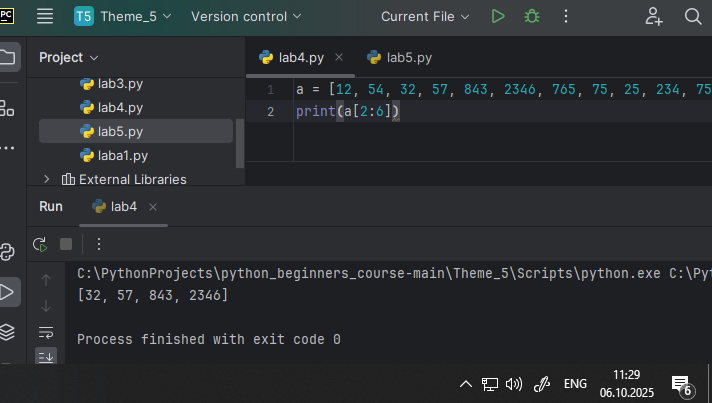 PC
T5 Theme_5 Version control Current File
Project
lab3.py
lab4.py
lab5.py
laba1.py
External Libraries
lab4.py lab5.py
1 a = [12, 54, 32, 57, 843, 2346, 765, 75, 25, 234, 75
2 print(a[2:6])
Run lab4
C:\PythonProjects\python_beginners_course-main\Theme_5\Scripts\python.exe C:\Py
[32, 57, 843, 2346]
Process finished with exit code 0
ENG
11:29
06.10.2025
6